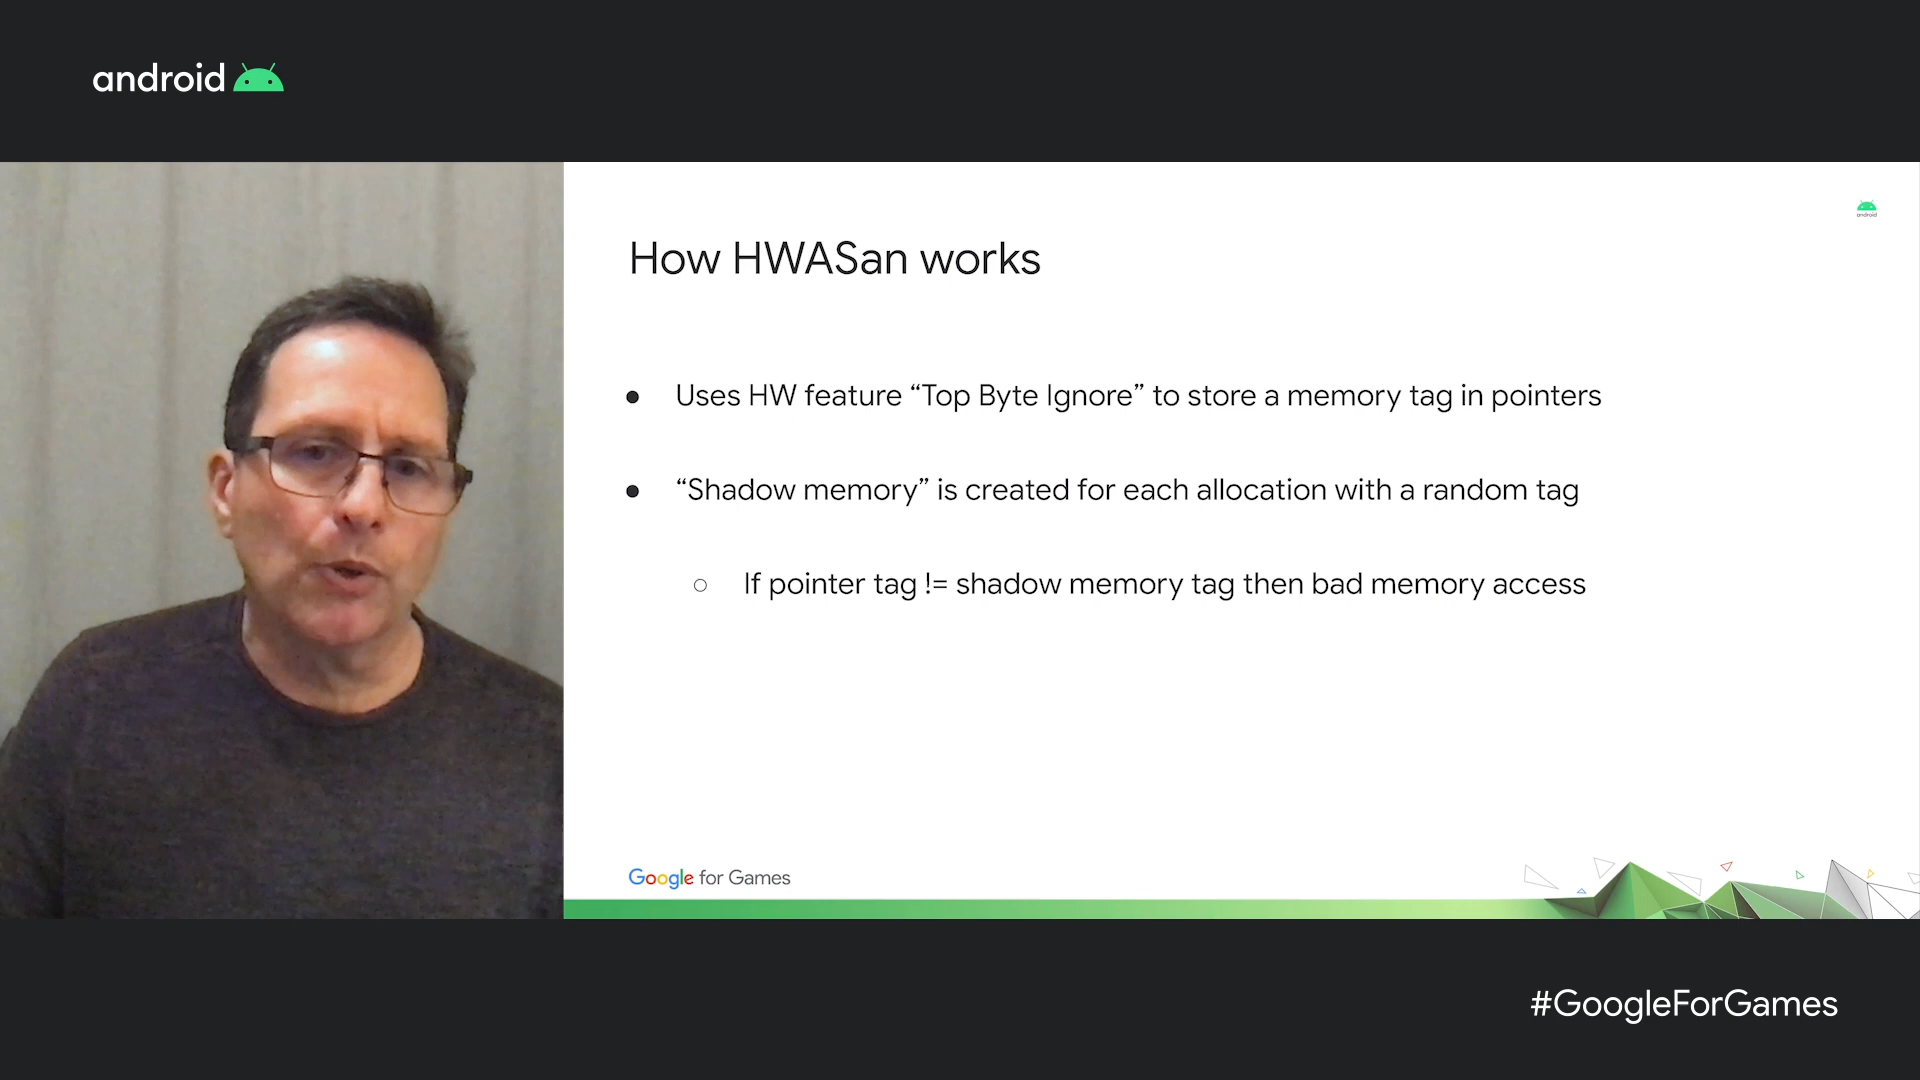 android
android
How HWASan works
● Uses HW feature “Top Byte Ignore” to store a memory tag in pointers
● “Shadow memory” is created for each allocation with a random tag
○ If pointer tag != shadow memory tag then bad memory access
Google for Games
#GoogleForGames